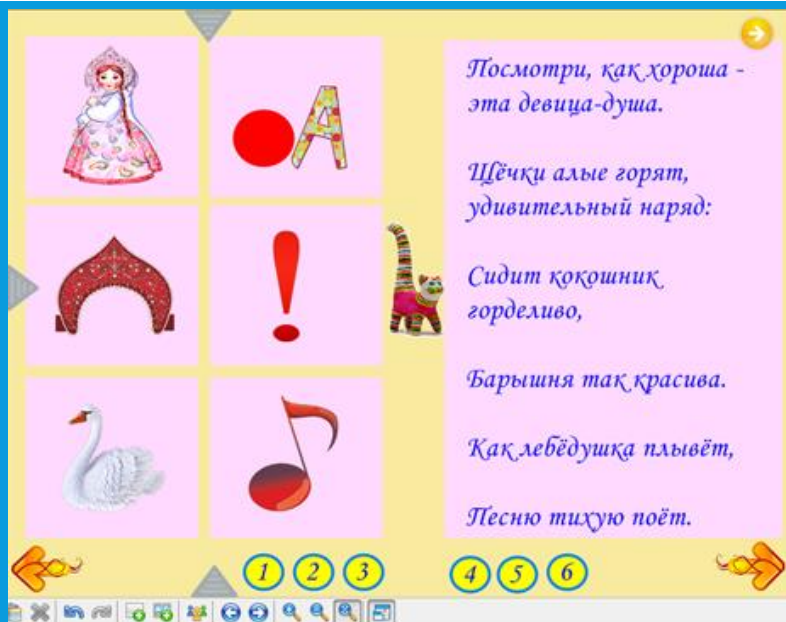 А
!
Посмотри, как хороша -
эта девица-душа.
Щёчки алые горят,
удивительный наряд:
Сидит кокошник
горделиво,
Барышня так красива.
Как лебёдушка плывёт,
Песню тихую поёт.
1 2 3 4 5 6